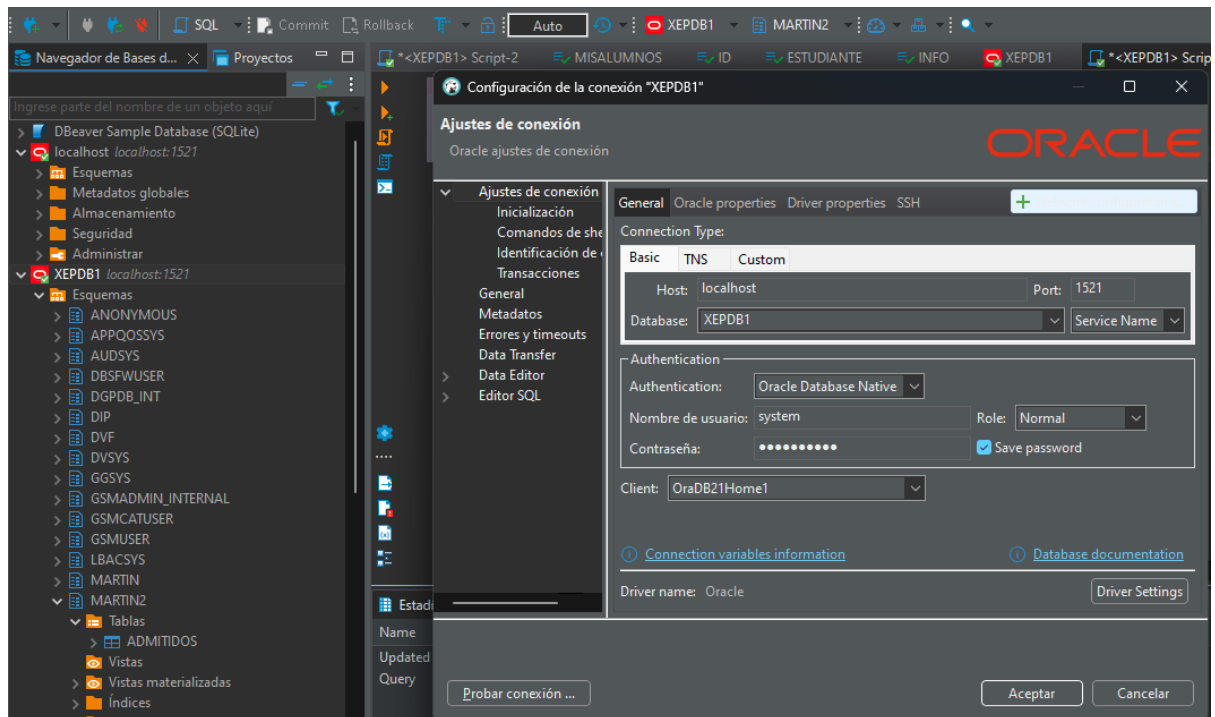 SQL Commit Rollback Auto XEPDB1 MARTIN2
Navegador de Bases d... Proyectos
*<XEPDB1> Script-2 MISALUMNOS ID ESTUDIANTE INFO XEPDB1 *<XEPDB1> Scrip
Ingrese parte del nombre de un objeto aquí
DBeaver Sample Database (SQLite)
localhost localhost:1521
Esquemas
Metadatos globales
Almacenamiento
Seguridad
Administrar
XEPDB1 localhost:1521
Esquemas
ANONYMOUS
APPQOSSYS
AUDSYS
DBSFWUSER
DGPDB_INT
DIP
DVF
DVSYS
GGSYS
GSMADMIN_INTERNAL
GSMCATUSER
GSMUSER
LBACSYS
MARTIN
MARTIN2
Tablas
ADMITIDOS
Vistas
Vistas materializadas
Índices
Configuración de la conexión "XEPDB1"
Ajustes de conexión
Oracle ajustes de conexión
ORACLE
Ajustes de conexión
Inicialización
Comandos de she
Identificación de
Transacciones
General
Metadatos
Errores y timeouts
Data Transfer
Data Editor
Editor SQL
General Oracle properties Driver properties SSH
Connection Type:
Basic TNS Custom
Host: localhost Port: 1521
Database: XEPDB1 Service Name
Authentication
Authentication: Oracle Database Native
Nombre de usuario: system Role: Normal
Contraseña: •••••••••• Save password
Client: OraDB21Home1
Connection variables information Database documentation
Driver name: Oracle Driver Settings
Estadí
Name
Updated
Query
Probar conexión ... Aceptar Cancelar